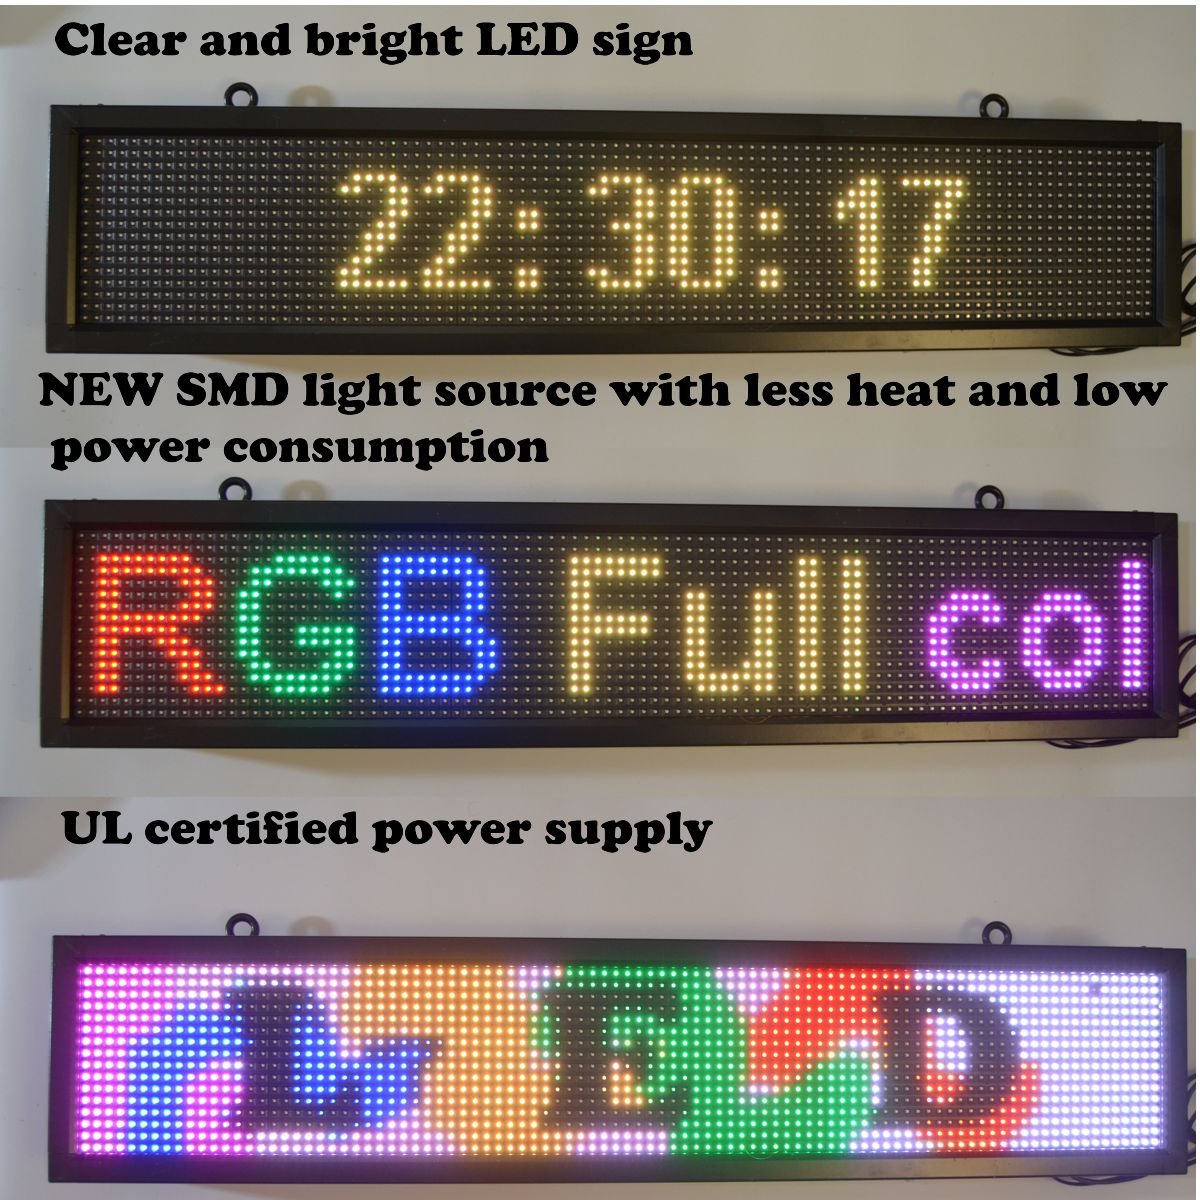 Clear and bright LED sign
22:30:17
NEW SMD light source with less heat and low
power consumption
RGB Full col
UL certified power supply
LED